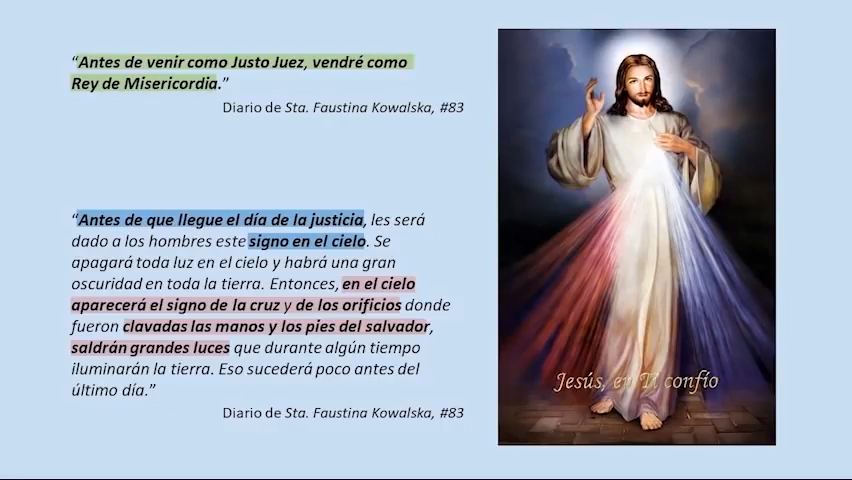 “Antes de venir como Justo Juez, vendré como
Rey de Misericordia.”
Diario de Sta. Faustina Kowalska, #83
“Antes de que llegue el día de la justicia, les será
dado a los hombres este signo en el cielo. Se
apagará toda luz en el cielo y habrá una gran
oscuridad en toda la tierra. Entonces, en el cielo
aparecerá el signo de la cruz y de los orificios donde
fueron clavadas las manos y los pies del salvador,
saldrán grandes luces que durante algún tiempo
iluminarán la tierra. Eso sucederá poco antes del
último día.”
Diario de Sta. Faustina Kowalska, #83
Jesús, en Ti confío